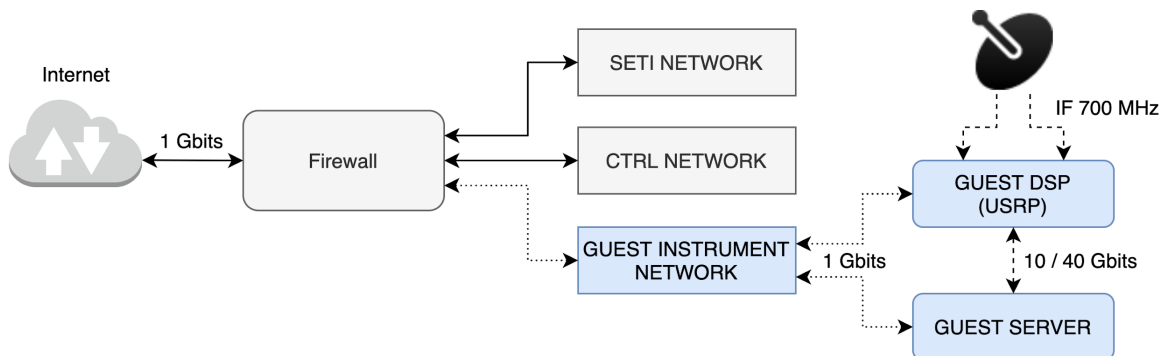 Internet
1 Gbits
Firewall
SETI NETWORK
CTRL NETWORK
GUEST INSTRUMENT
NETWORK
1 Gbits
IF 700 MHz
GUEST DSP
(USRP)
10 / 40 Gbits
GUEST SERVER